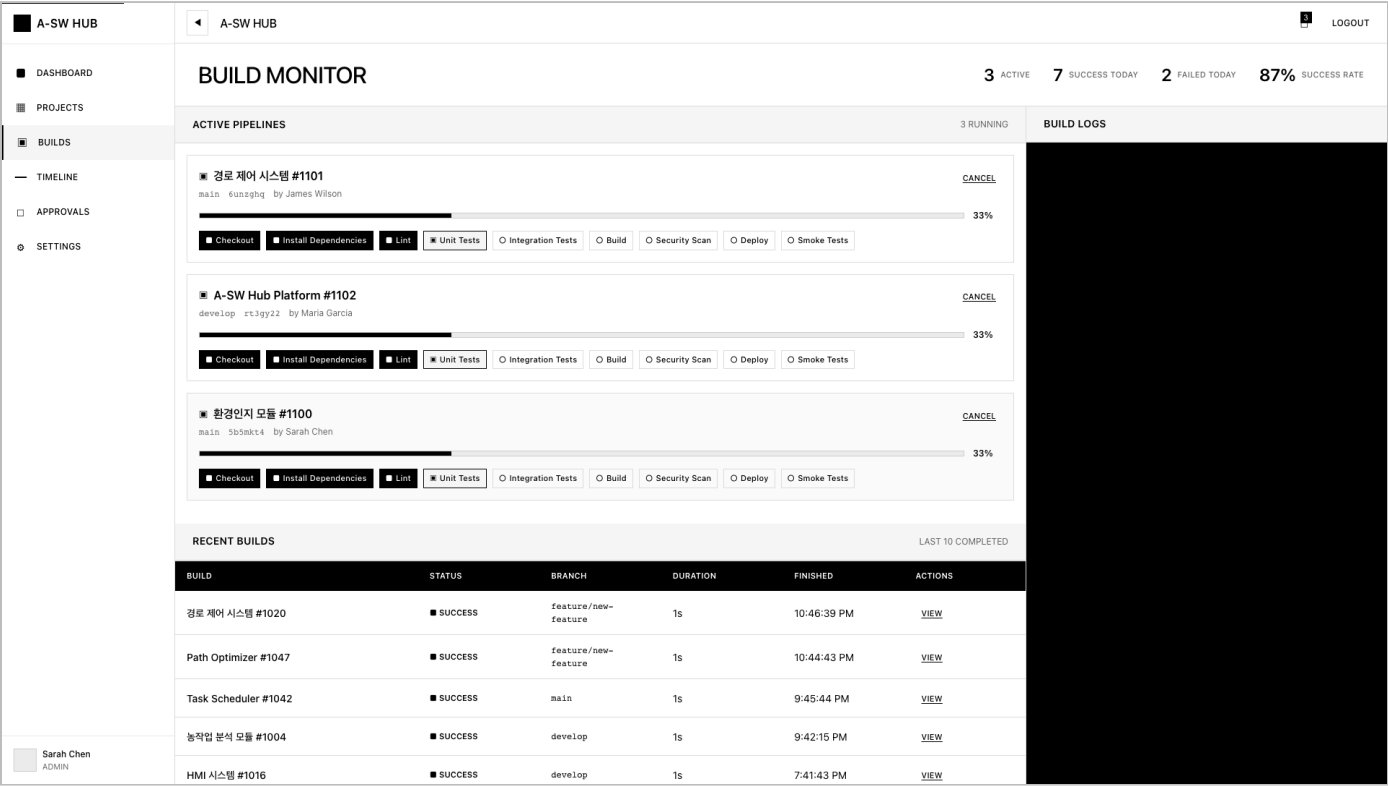 A-SW HUB
A-SW HUB
3
LOGOUT
DASHBOARD
PROJECTS
BUILDS
TIMELINE
APPROVALS
SETTINGS
BUILD MONITOR
3 ACTIVE
7 SUCCESS TODAY
2 FAILED TODAY
87% SUCCESS RATE
ACTIVE PIPELINES
3 RUNNING
경로 제어 시스템 #1101
CANCEL
main 6unzghq by James Wilson
33%
Checkout
Install Dependencies
Lint
Unit Tests
Integration Tests
Build
Security Scan
Deploy
Smoke Tests
A-SW Hub Platform #1102
CANCEL
develop rt3gy22 by Maria Garcia
33%
Checkout
Install Dependencies
Lint
Unit Tests
Integration Tests
Build
Security Scan
Deploy
Smoke Tests
환경인지 모듈 #1100
CANCEL
main 5b5mkt4 by Sarah Chen
33%
Checkout
Install Dependencies
Lint
Unit Tests
Integration Tests
Build
Security Scan
Deploy
Smoke Tests
RECENT BUILDS
LAST 10 COMPLETED
BUILD STATUS BRANCH DURATION FINISHED ACTIONS
경로 제어 시스템 #1020 SUCCESS feature/new-
feature 1s 10:46:39 PM VIEW
Path Optimizer #1047 SUCCESS feature/new-
feature 1s 10:44:43 PM VIEW
Task Scheduler #1042 SUCCESS main 1s 9:45:44 PM VIEW
농작업 분석 모듈 #1004 SUCCESS develop 1s 9:42:15 PM VIEW
HMI 시스템 #1016 SUCCESS develop 1s 7:41:43 PM VIEW
BUILD LOGS
Sarah Chen
ADMIN